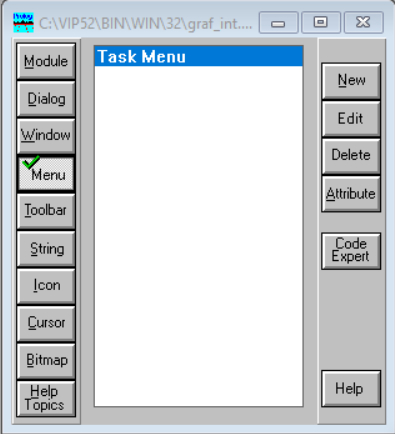 Prolog
C:\VIP52\BIN\WIN\32\graf_int....
Module
Dialog
Window
Menu
Toolbar
String
Icon
Cursor
Bitmap
Help
Topics
Task Menu
New
Edit
Delete
Attribute
Code
Expert
Help